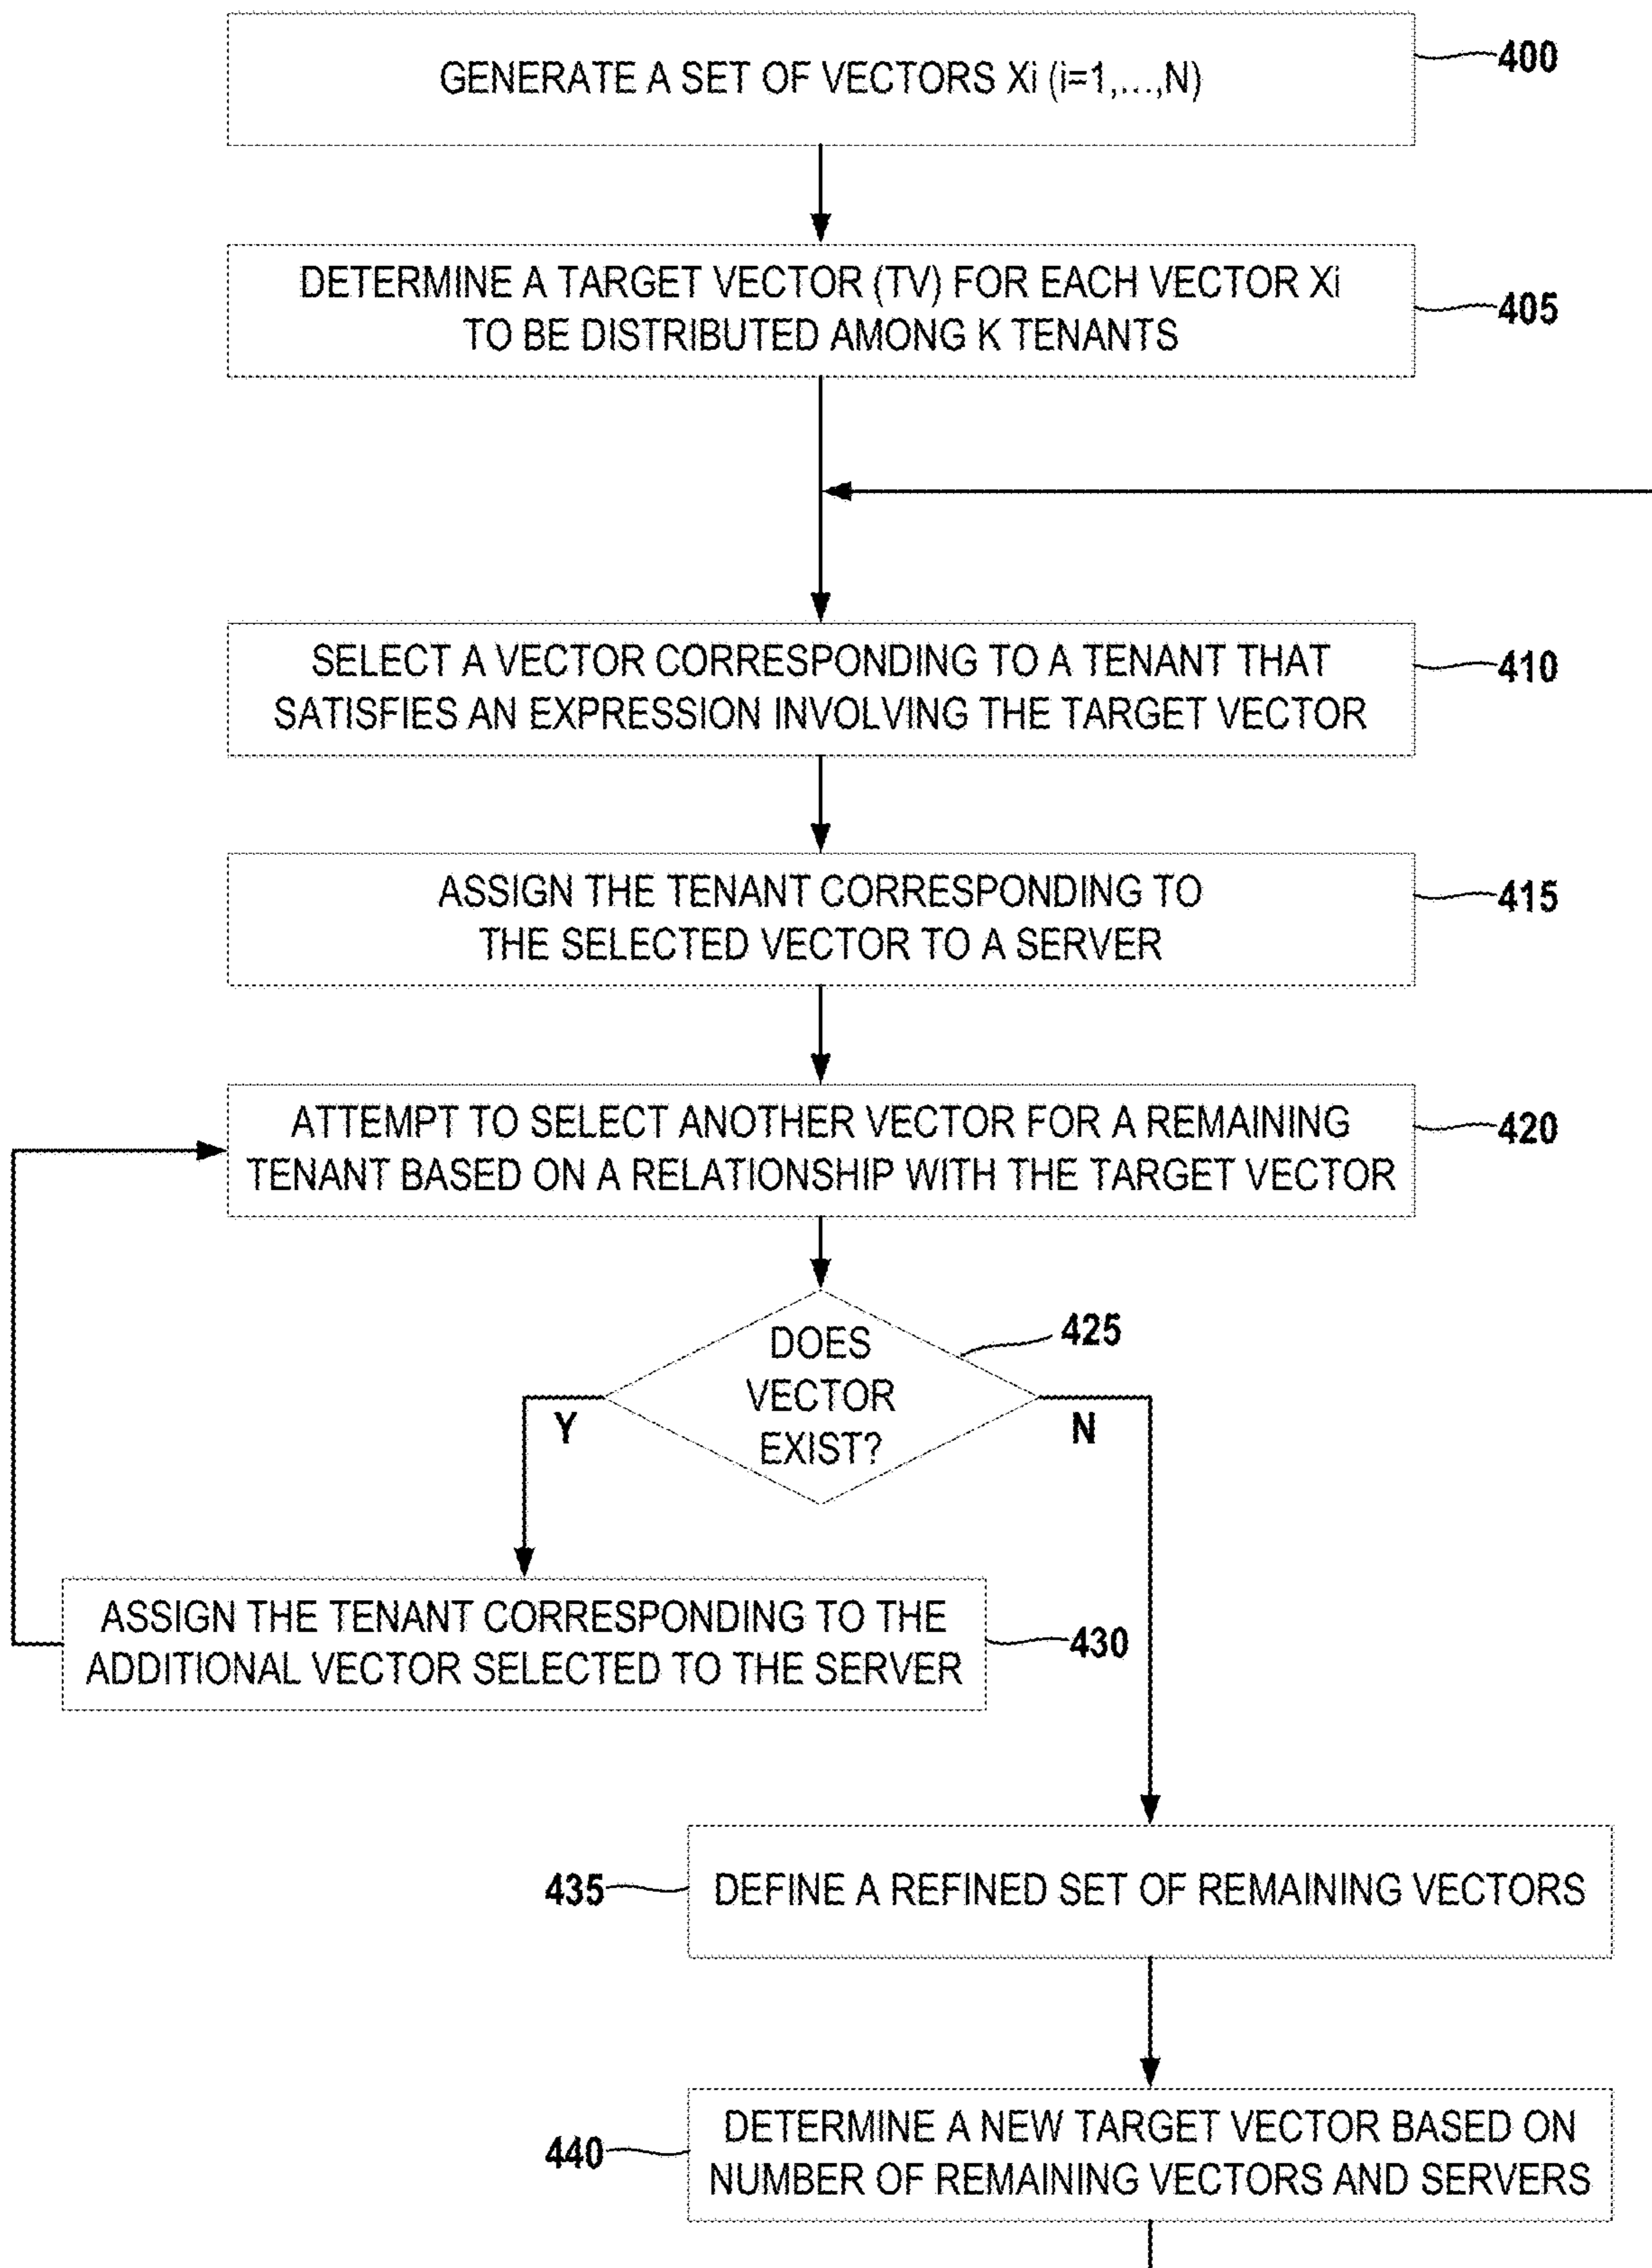 GENERATE A SET OF VECTORS Xi (i=1,...,N)
400
DETERMINE A TARGET VECTOR (TV) FOR EACH VECTOR Xi
TO BE DISTRIBUTED AMONG K TENANTS
405
SELECT A VECTOR CORRESPONDING TO A TENANT THAT
SATISFIES AN EXPRESSION INVOLVING THE TARGET VECTOR
410
ASSIGN THE TENANT CORRESPONDING TO
THE SELECTED VECTOR TO A SERVER
415
ATTEMPT TO SELECT ANOTHER VECTOR FOR A REMAINING
TENANT BASED ON A RELATIONSHIP WITH THE TARGET VECTOR
420
DOES
VECTOR
EXIST?
425
Y
N
ASSIGN THE TENANT CORRESPONDING TO THE
ADDITIONAL VECTOR SELECTED TO THE SERVER
430
435
DEFINE A REFINED SET OF REMAINING VECTORS
440
DETERMINE A NEW TARGET VECTOR BASED ON
NUMBER OF REMAINING VECTORS AND SERVERS